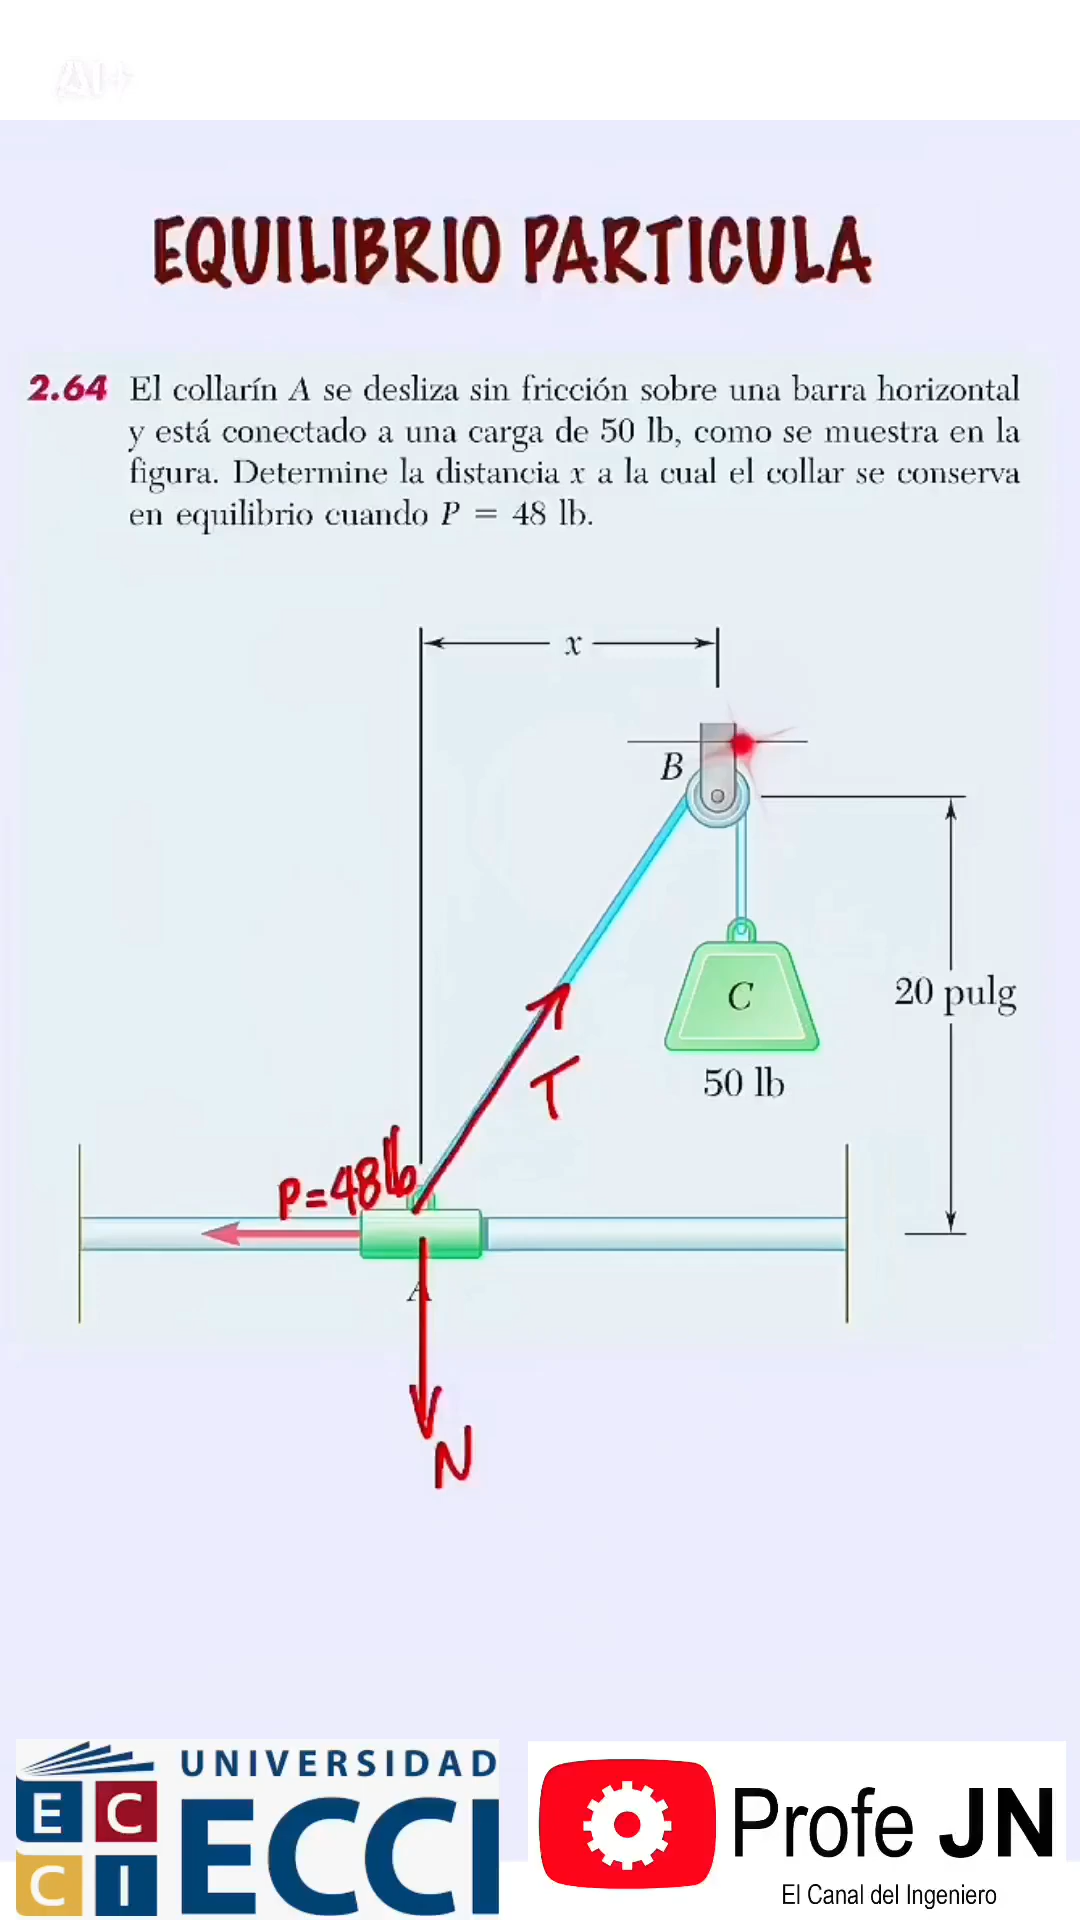 EQUILIBRIO PARTICULA
2.64 El collarín A se desliza sin fricción sobre una barra horizontal
y está conectado a una carga de 50 lb, como se muestra en la
figura. Determine la distancia x a la cual el collar se conserva
en equilibrio cuando P = 48 lb.
x
B
C
20 pulg
50 lb
T
P=48lb
A
N
UNIVERSIDAD
ECCI
E C
C I
Profe JN
El Canal del Ingeniero